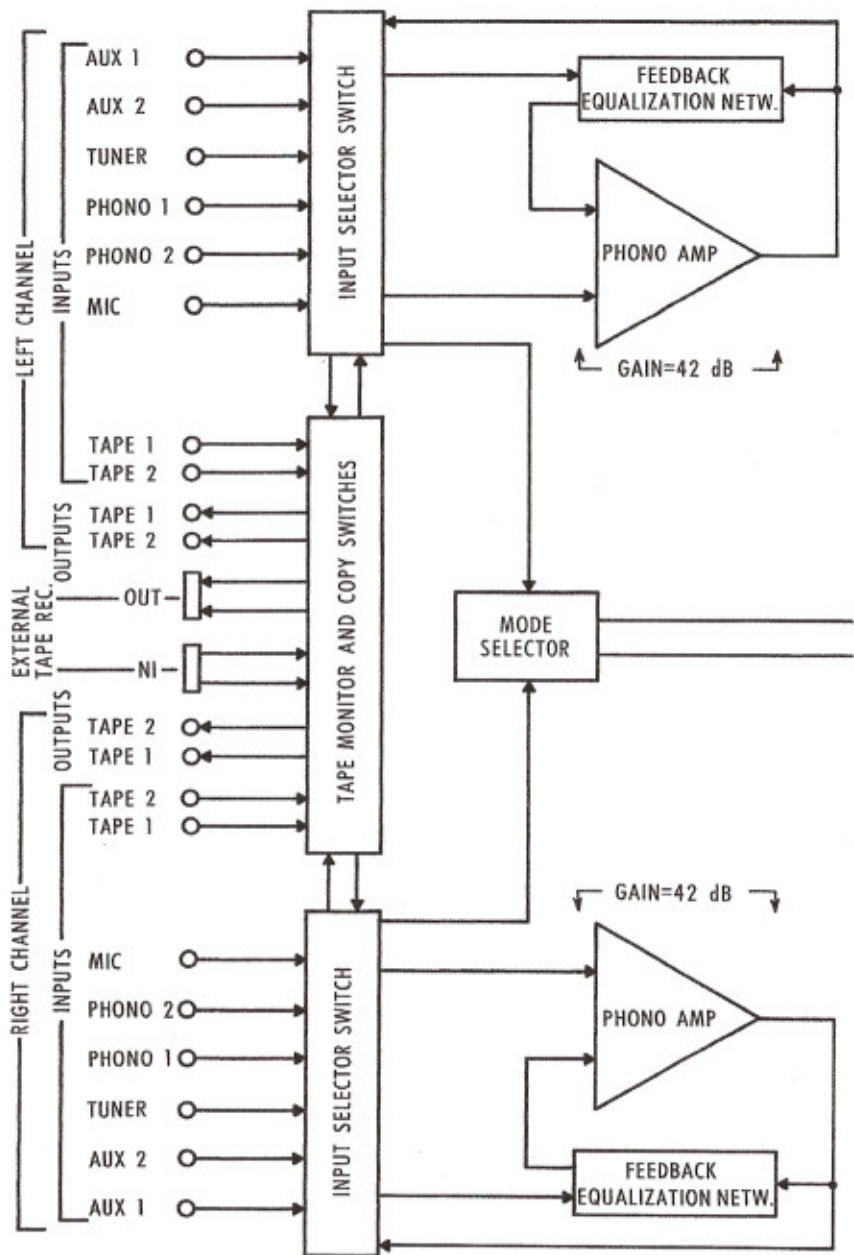 AUX 1
AUX 2
TUNER
PHONO 1
PHONO 2
MIC
LEFT CHANNEL
INPUTS
INPUT SELECTOR SWITCH
FEEDBACK
EQUALIZATION NETW.
PHONO AMP
GAIN=42 dB
TAPE 1
TAPE 2
OUTPUTS
TAPE 1
TAPE 2
EXTERNAL
TAPE REC.
OUT
NI
TAPE MONITOR AND COPY SWITCHES
MODE
SELECTOR
OUTPUTS
TAPE 2
TAPE 1
TAPE 2
TAPE 1
RIGHT CHANNEL
INPUTS
MIC
PHONO 2
PHONO 1
TUNER
AUX 2
AUX 1
INPUT SELECTOR SWITCH
GAIN=42 dB
PHONO AMP
FEEDBACK
EQUALIZATION NETW.